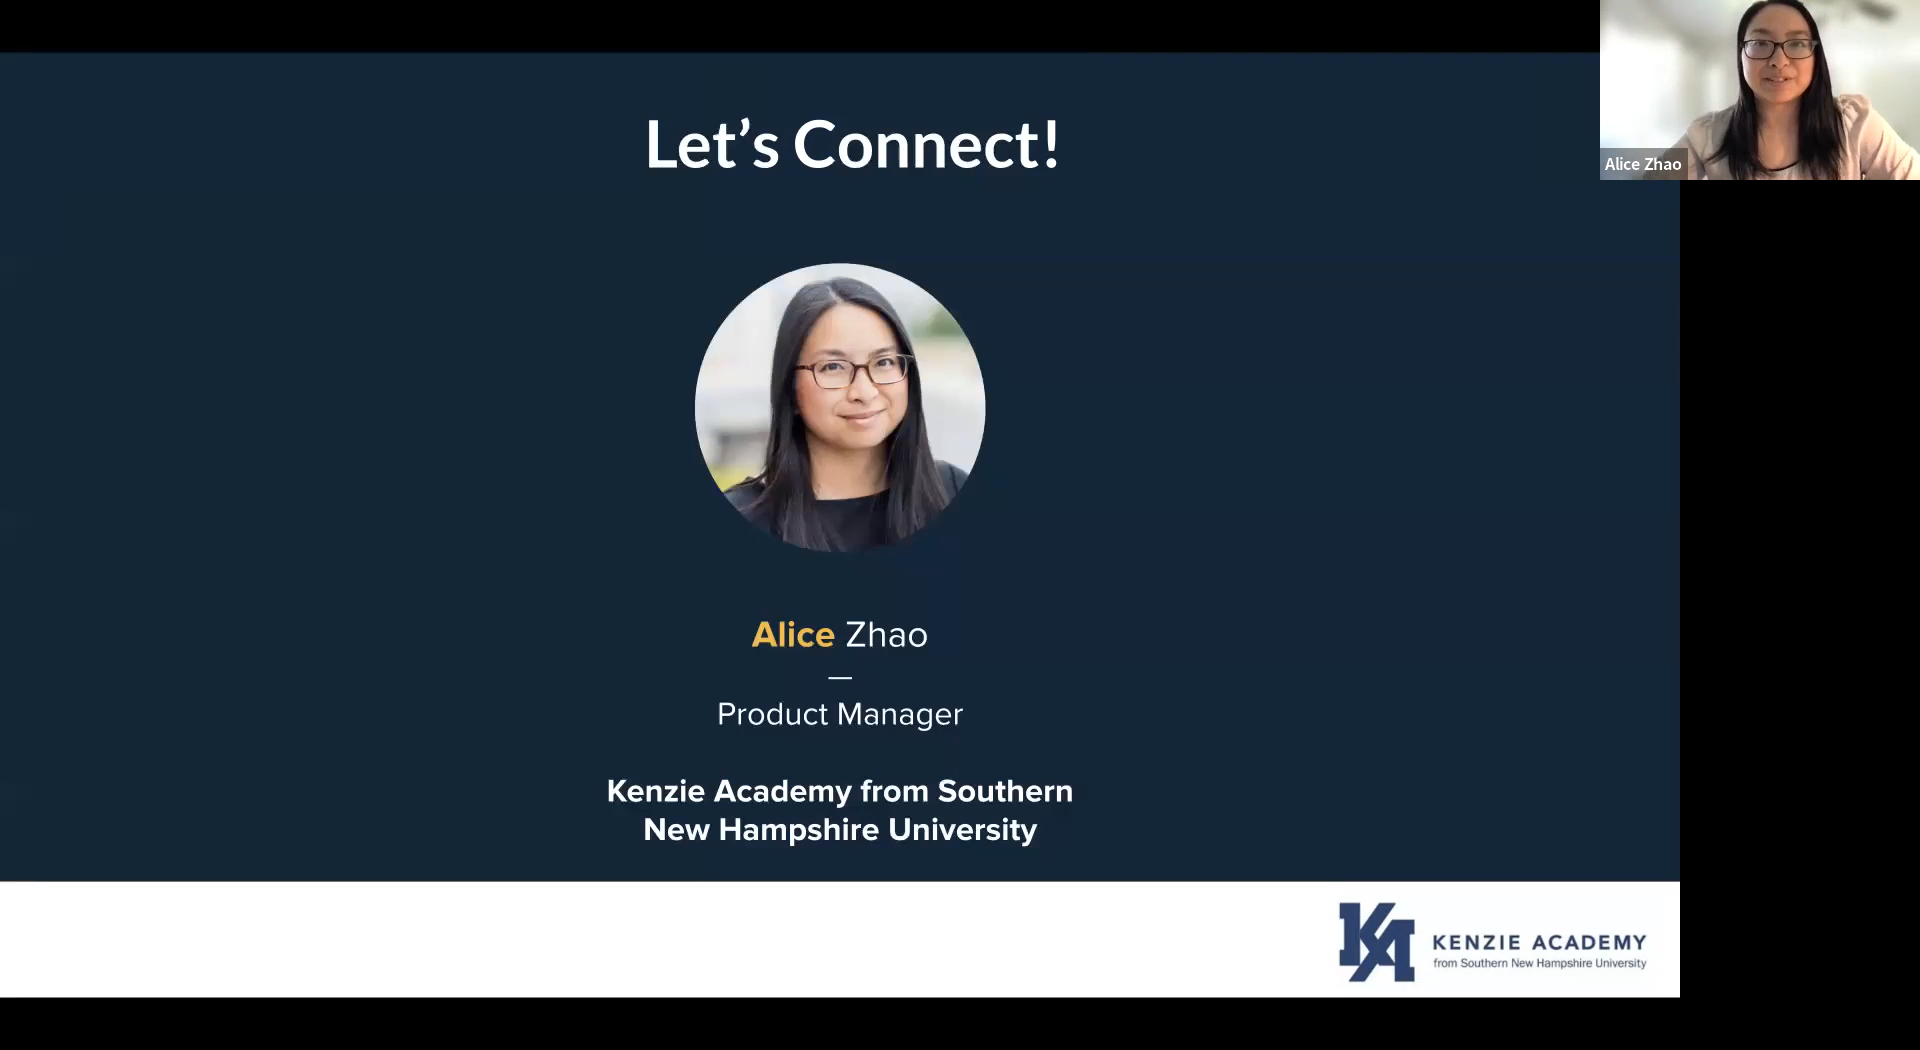 Let’s Connect!
Alice Zhao
Alice Zhao
—
Product Manager
Kenzie Academy from Southern
New Hampshire University
KA
KENZIE ACADEMY
from Southern New Hampshire University